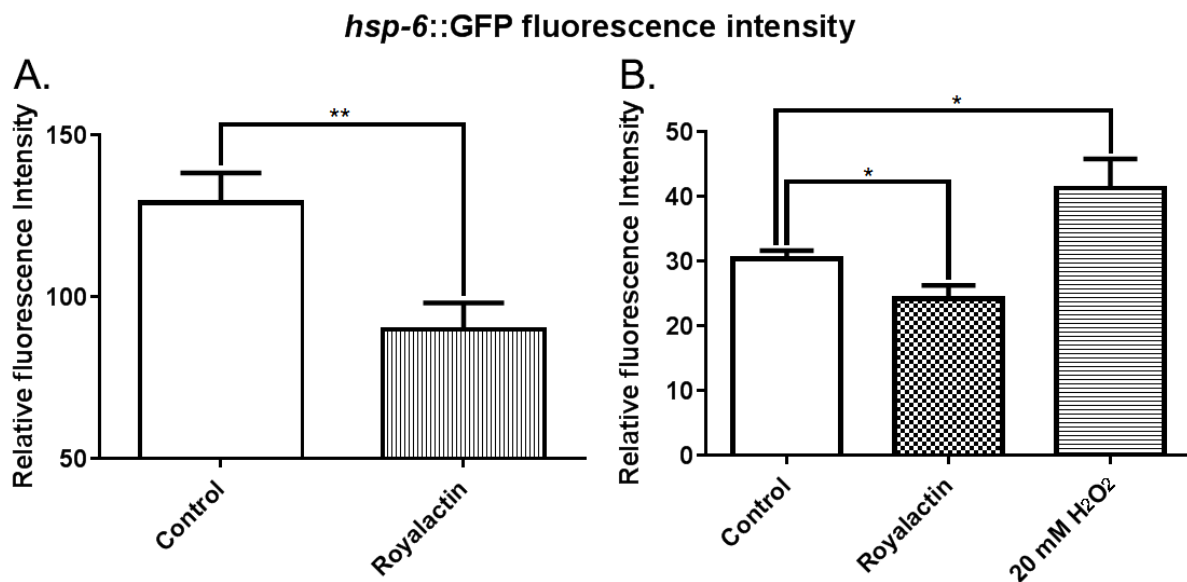 hsp-6::GFP fluorescence intensity
A.
Relative fluorescence Intensity
150
100
50
**
Control
Royalactin
B.
Relative fluorescence Intensity
50
40
30
20
10
0
*
*
Control
Royalactin
20 mM H2O2